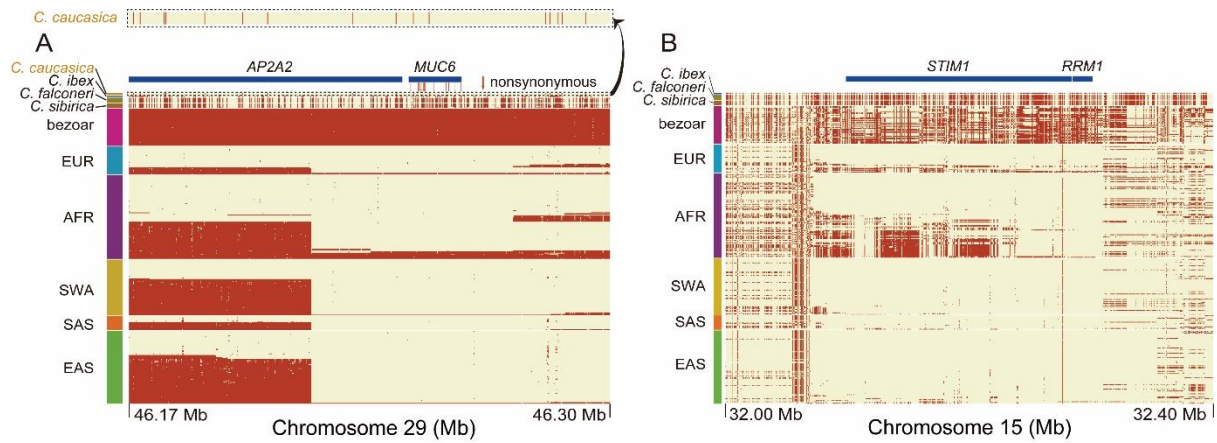 C. caucasica
A
AP2A2
MUC6
C. caucasica
C. ibex
nonsynonymous
C. falconeri
C. sibirica
bezoar
EUR
AFR
SWA
SAS
EAS
46.17 Mb
46.30 Mb
Chromosome 29 (Mb)
B
STIM1
RRM1
C. ibex
C. falconeri
C. sibirica
bezoar
EUR
AFR
SWA
SAS
EAS
32.00 Mb
32.40 Mb
Chromosome 15 (Mb)